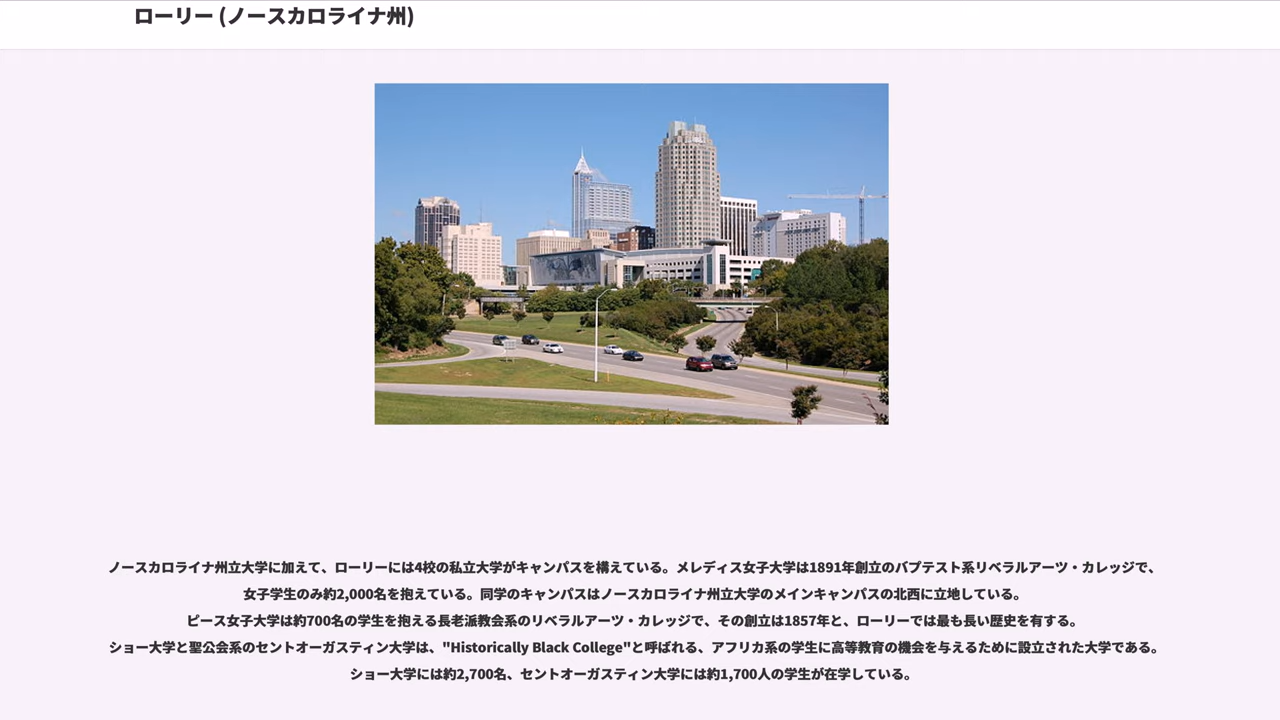 ローリー (ノースカロライナ州)
ノースカロライナ州立大学に加えて、ローリーには4校の私立大学がキャンパスを構えている。メレディス女子大学は1891年創立のバプテスト系リベラルアーツ・カレッジで、
女子学生のみ約2,000名を抱えている。同学のキャンパスはノースカロライナ州立大学のメインキャンパスの北西に立地している。
ピース女子大学は約700名の学生を抱える長老派教会系のリベラルアーツ・カレッジで、その創立は1857年と、ローリーでは最も長い歴史を有する。
ショー大学と聖公会系のセントオーガスティン大学は、"Historically Black College"と呼ばれる、アフリカ系の学生に高等教育の機会を与えるために設立された大学である。
ショー大学には約2,700名、セントオーガスティン大学には約1,700人の学生が在学している。